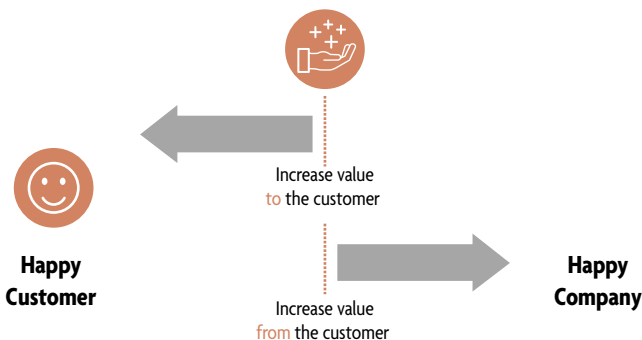 Increase value
to the customer
Happy
Customer
Happy
Company
Increase value
from the customer